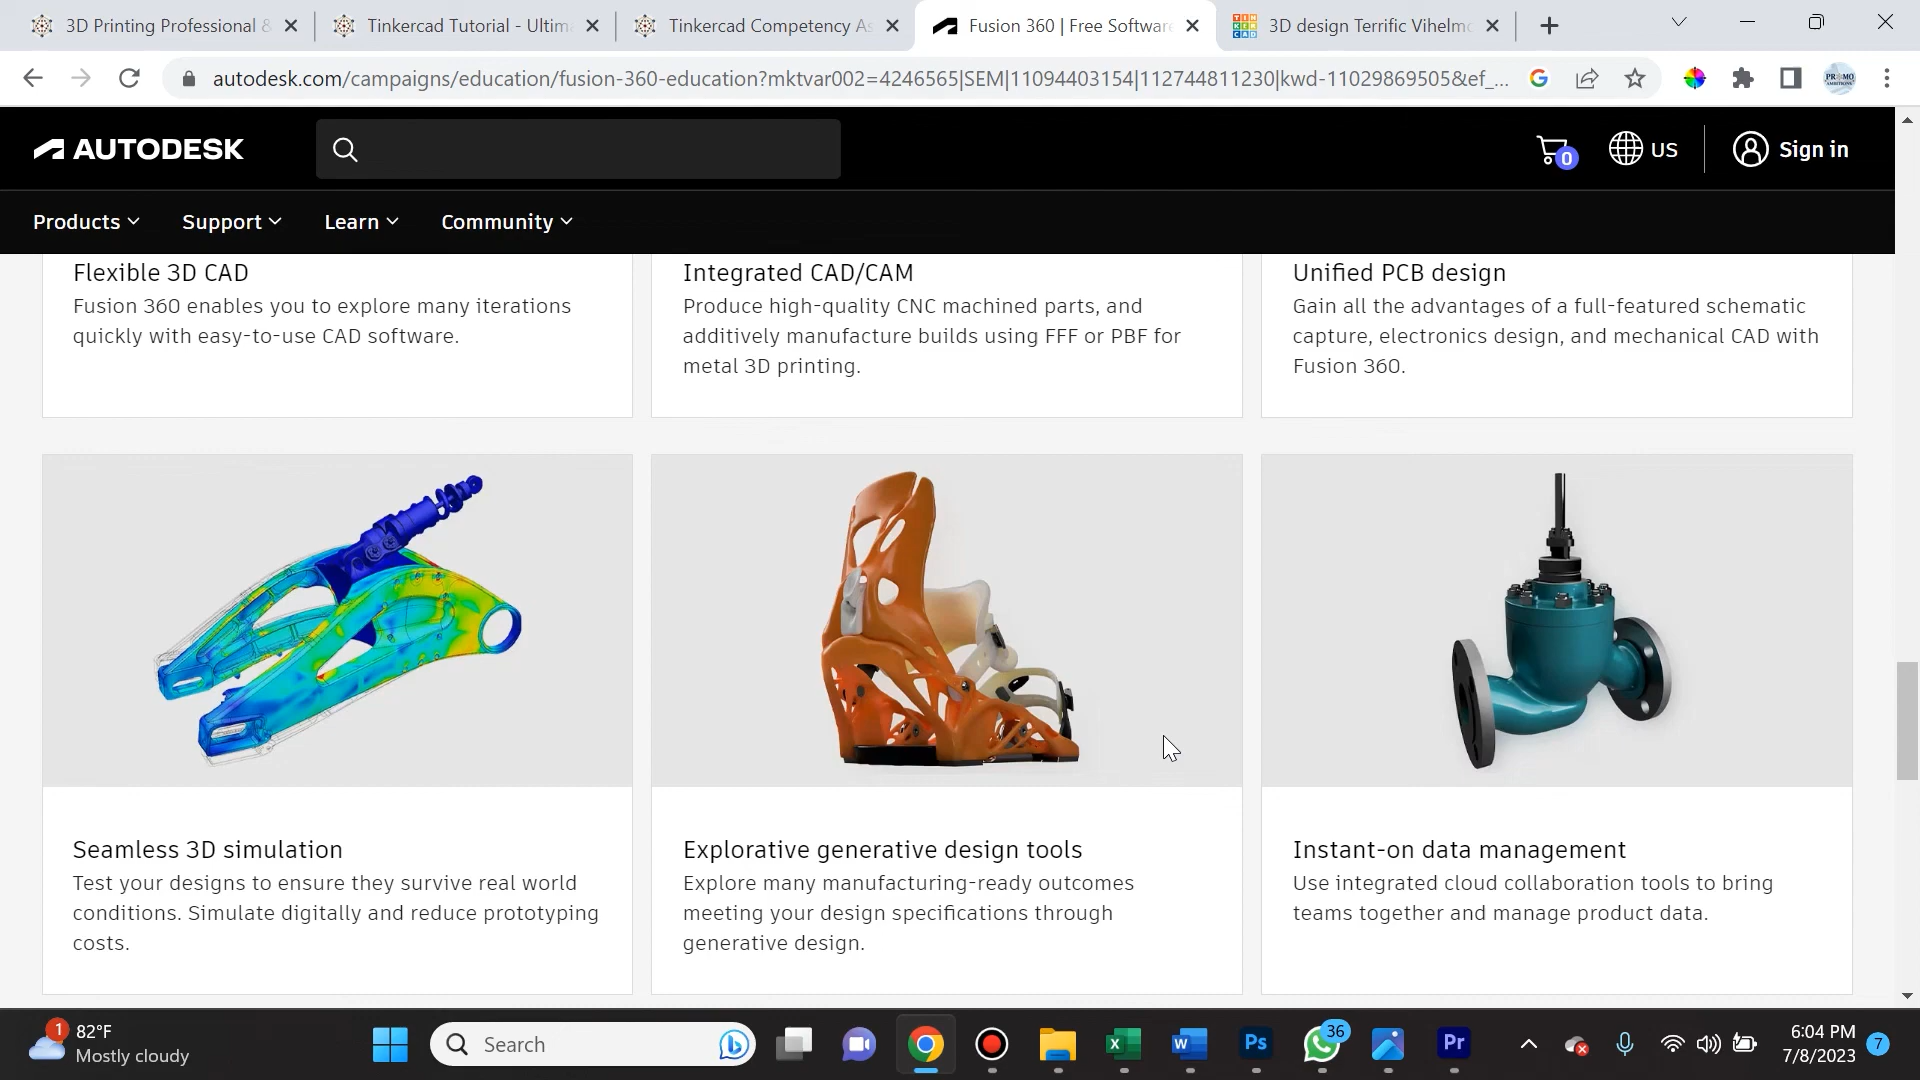 3D Printing Professional &
Tinkercad Tutorial - Ultim
Tinkercad Competency As
Fusion 360 | Free Software
3D design Terrific Vihelmo
autodesk.com/campaigns/education/fusion-360-education?mktvar002=4246565|SEM|11094403154|112744811230|kwd-11029869505&ef_...
AUTODESK
0
US
Sign in
Products
Support
Learn
Community
Flexible 3D CAD
Fusion 360 enables you to explore many iterations
quickly with easy-to-use CAD software.
Integrated CAD/CAM
Produce high-quality CNC machined parts, and
additively manufacture builds using FFF or PBF for
metal 3D printing.
Unified PCB design
Gain all the advantages of a full-featured schematic
capture, electronics design, and mechanical CAD with
Fusion 360.
Seamless 3D simulation
Test your designs to ensure they survive real world
conditions. Simulate digitally and reduce prototyping
costs.
Explorative generative design tools
Explore many manufacturing-ready outcomes
meeting your design specifications through
generative design.
Instant-on data management
Use integrated cloud collaboration tools to bring
teams together and manage product data.
1
82°F
Mostly cloudy
Search
Ps
36
Pr
6:04 PM
7/8/2023
7